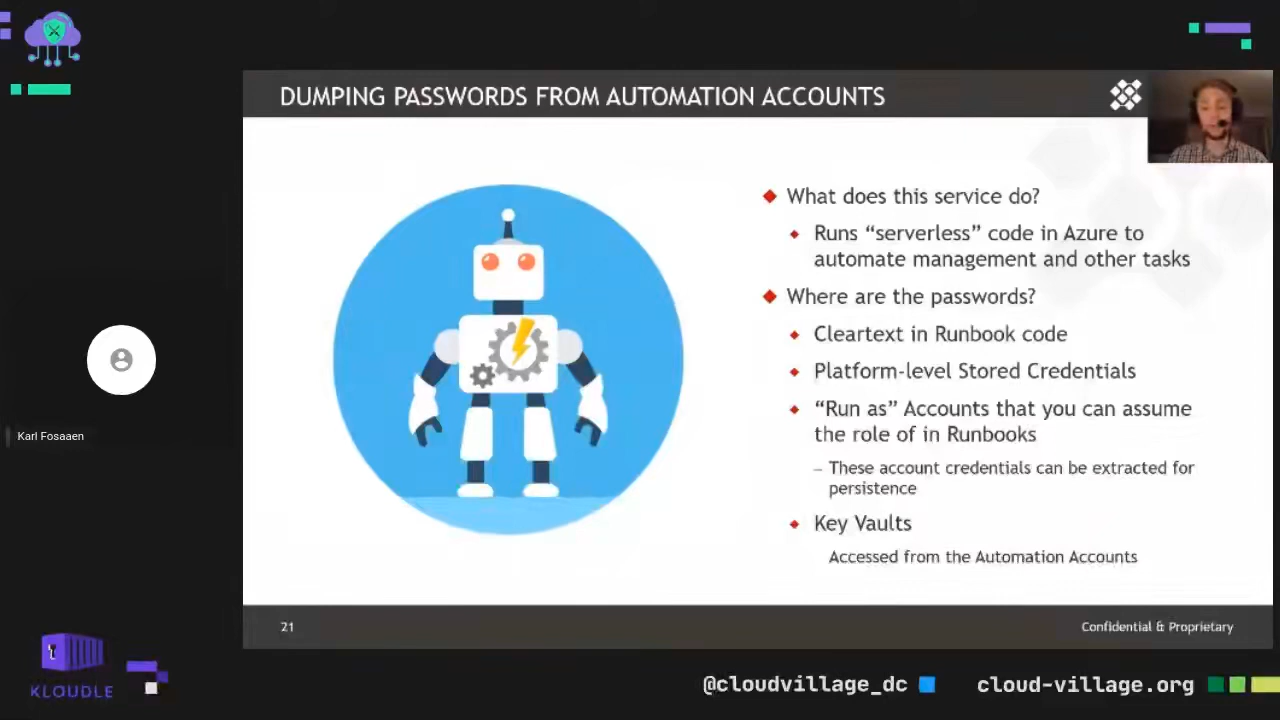 DUMPING PASSWORDS FROM AUTOMATION ACCOUNTS
What does this service do?
Runs “serverless” code in Azure to
automate management and other tasks
Where are the passwords?
Cleartext in Runbook code
Platform-level Stored Credentials
“Run as” Accounts that you can assume
the role of in Runbooks
– These account credentials can be extracted for
persistence
Key Vaults
Accessed from the Automation Accounts
21
Confidential & Proprietary
Karl Fosaaen
KLOUDLE
@cloudvillage_dc
cloud-village.org